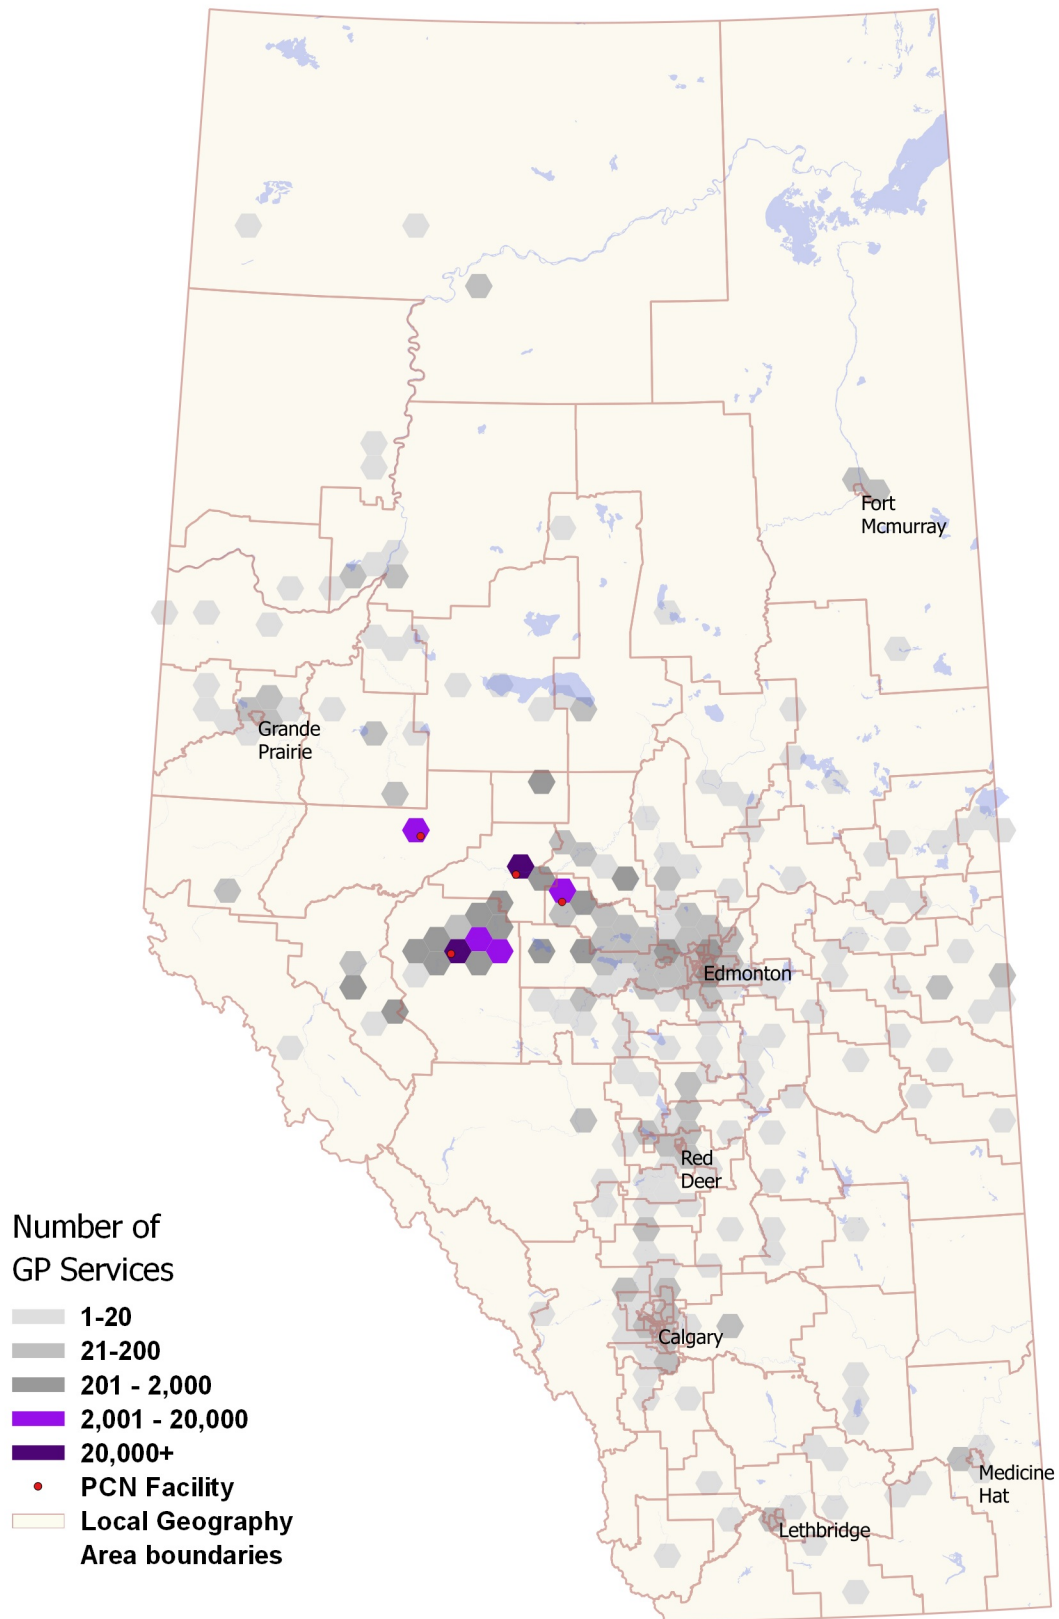 Fort
Mcmurray
Grande
Prairie
Edmonton
Red
Deer
Number of
GP Services
1-20
21-200
201 - 2,000
2,001 - 20,000
20,000+
PCN Facility
Local Geography
Area boundaries
Calgary
Medicine
Hat
Lethbridge